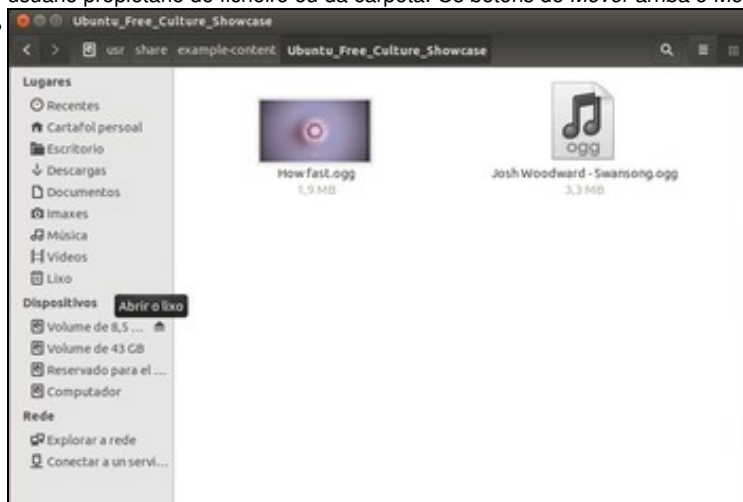 usuario propietario do ficheiro ou da carpeta. Os botóns de Mover arriba e
Ubuntu_Free_Culture_Showcase
usr share example-content Ubuntu_Free_Culture_Showcase
Lugares
Recentes
Cartafol persoal
Escritorio
Descargas
Documentos
Imaxes
Música
Vídeos
Lixo
Dispositivos
Abrir o lixo
Volume de 8,5 ...
Volume de 43 GB
Reservado para el ...
Computador
Rede
Explorar a rede
Conectar a un servi...
How fast.ogg
1,9 MB
ogg
Josh Woodward - Swansong.ogg
3,3 MB